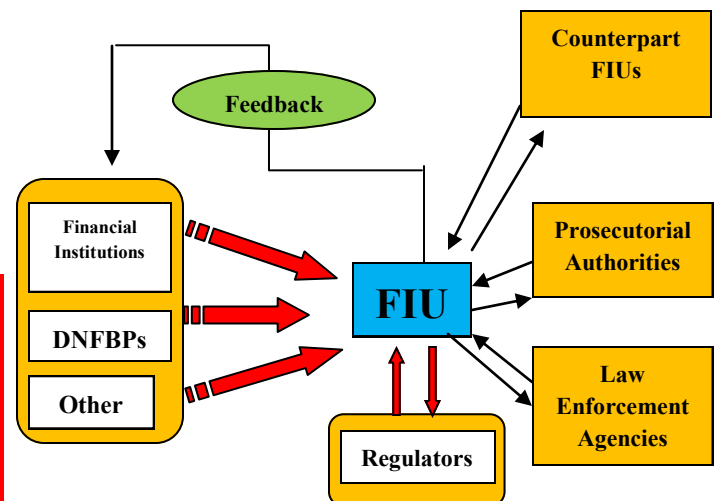 Counterpart
FIUs
Feedback
Financial
Institutions
DNFBPs
Other
FIU
Prosecutorial
Authorities
Law
Enforcement
Agencies
Regulators